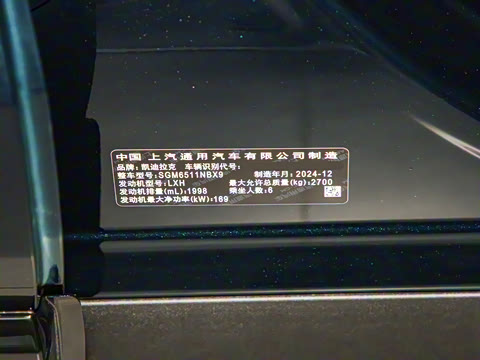 中国 上汽通用汽车有限公司制造
品牌：凯迪拉克 车辆识别代号：
整车型号：SGM6511NBX9 制造年月：2024-12
发动机型号：LXH 最大允许总质量(kg)：2700
发动机排量(mL)：1998 乘坐人数：6
发动机最大净功率(kW)：169